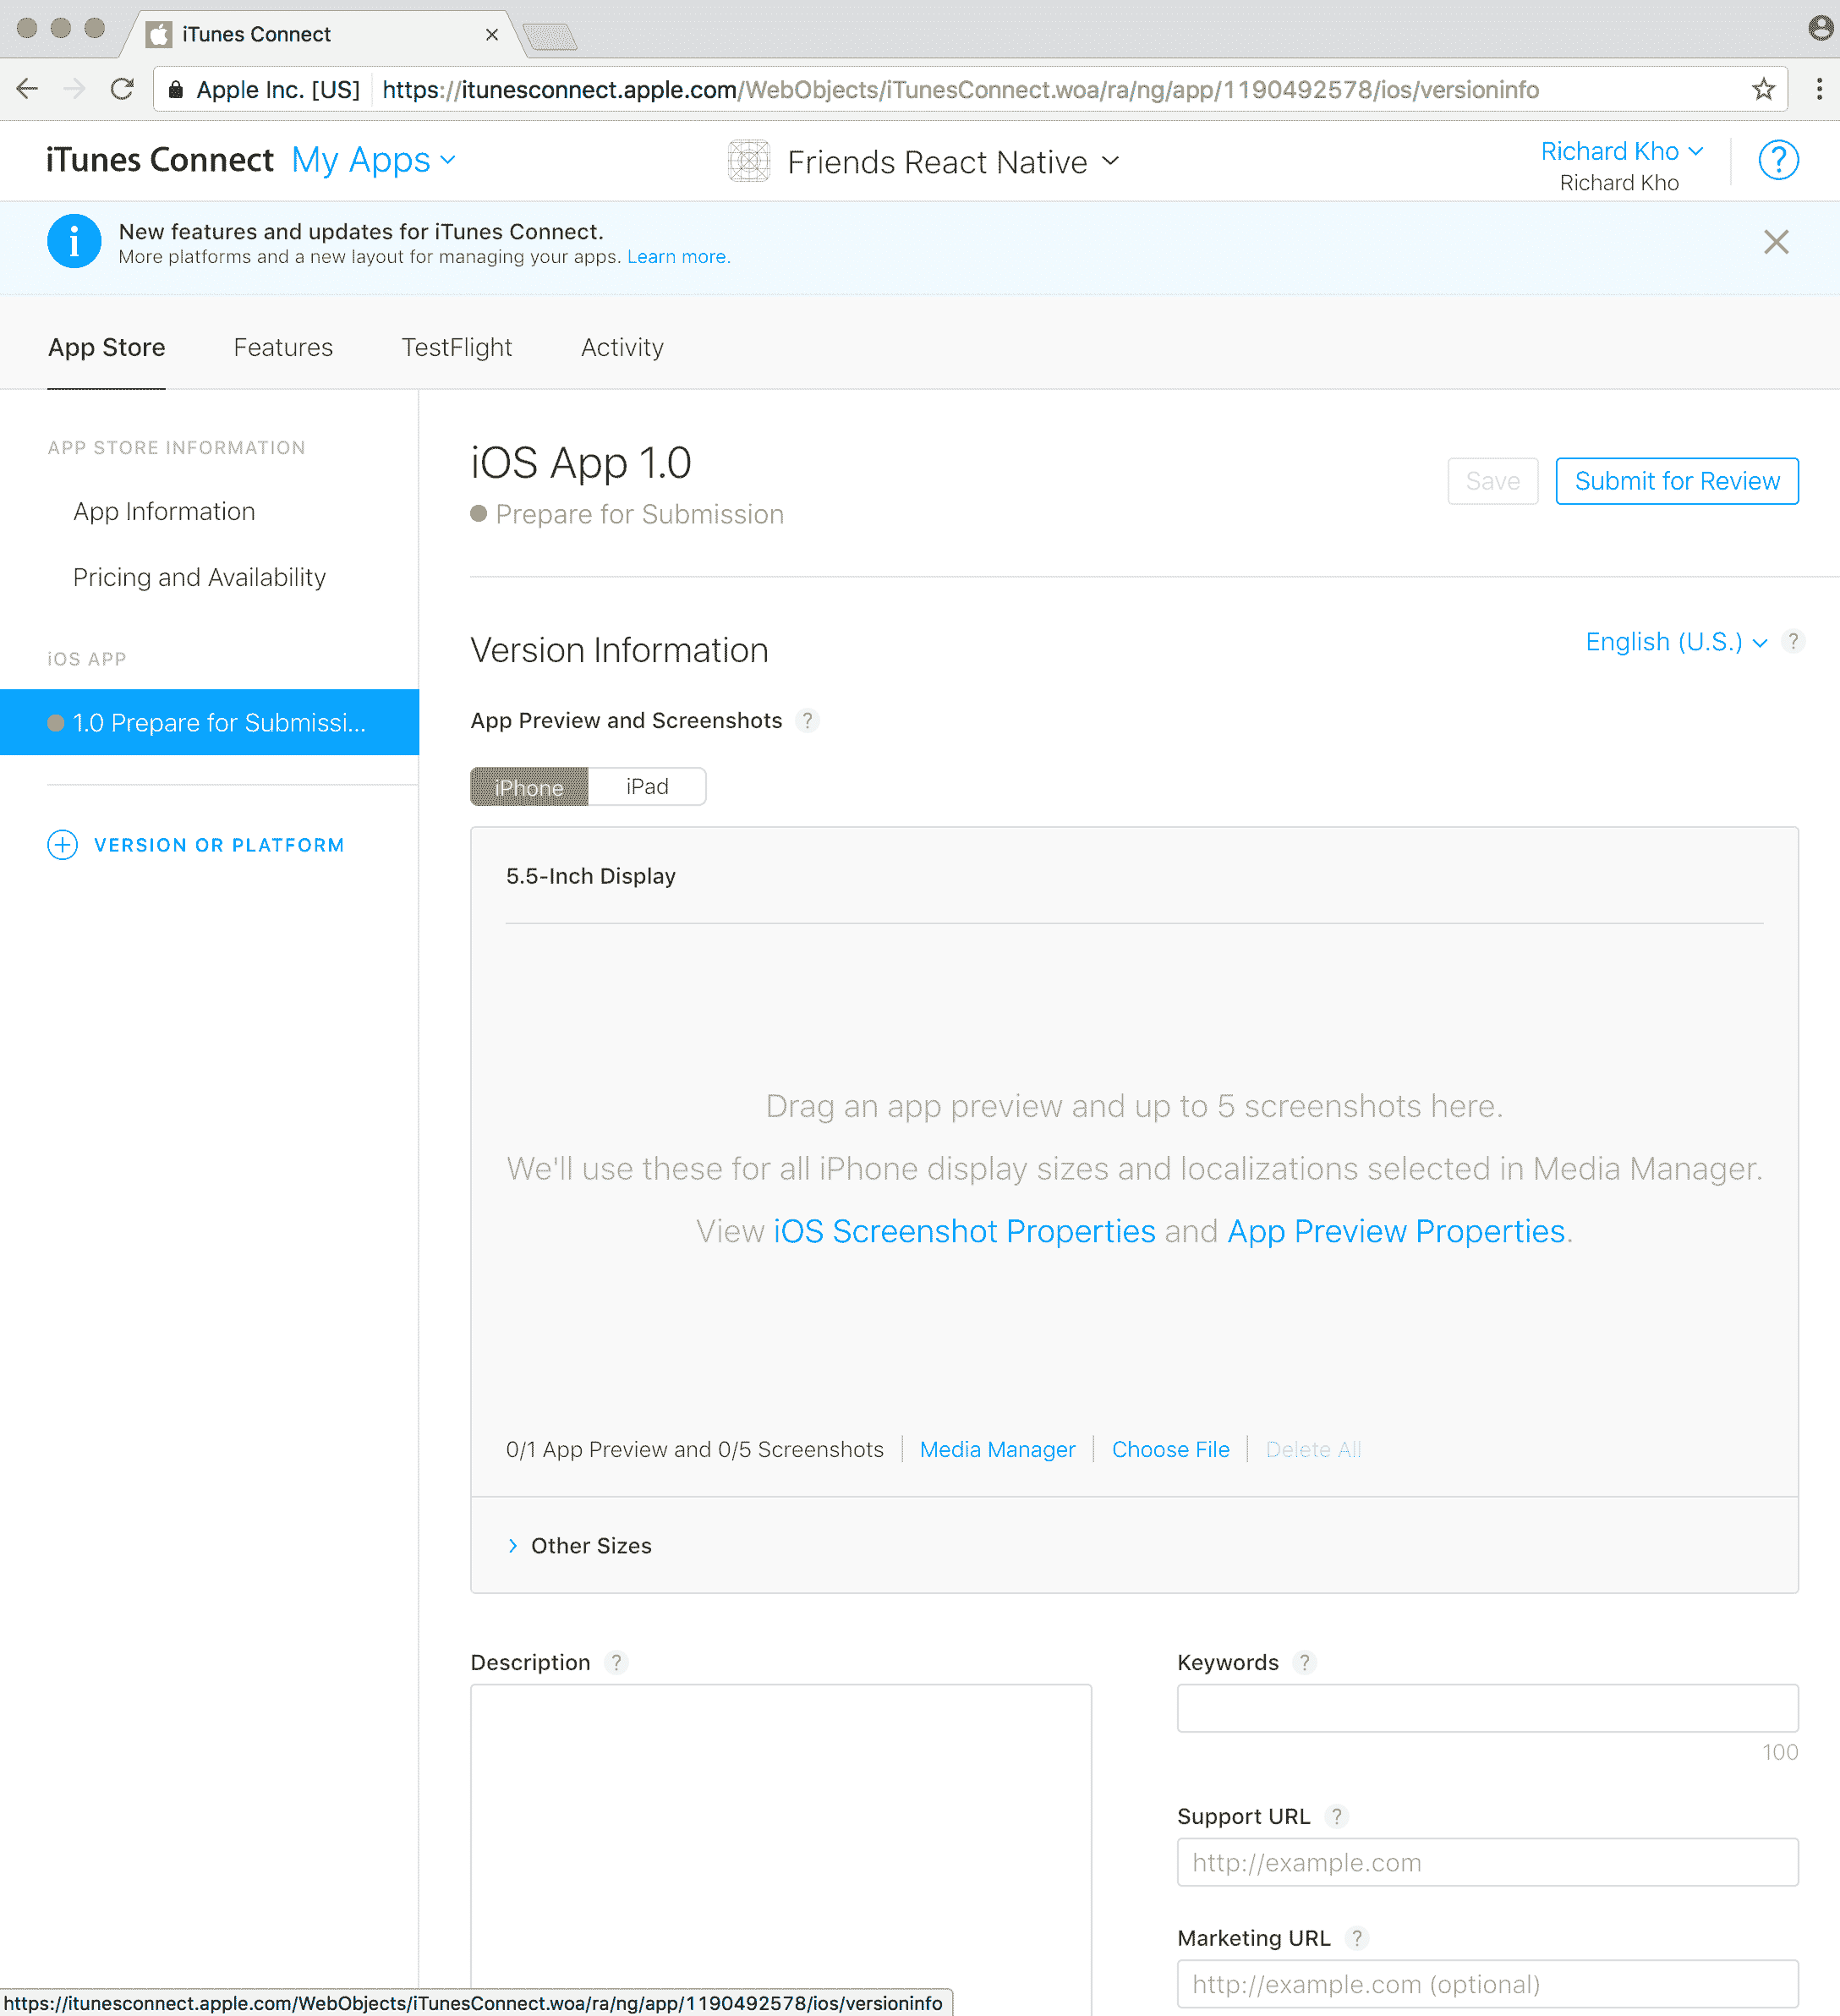 iTunes Connect
Apple Inc. [US] https://itunesconnect.apple.com/WebObjects/iTunesConnect.woa/ra/ng/app/1190492578/ios/versioninfo
iTunes Connect My Apps
Friends React Native
Richard Kho
Richard Kho
?
New features and updates for iTunes Connect.
More platforms and a new layout for managing your apps. Learn more.
App Store Features TestFlight Activity
APP STORE INFORMATION
App Information
Pricing and Availability
iOS APP
1.0 Prepare for Submissi...
VERSION OR PLATFORM
iOS App 1.0
Prepare for Submission
Save Submit for Review
Version Information
English (U.S.) ?
App Preview and Screenshots ?
iPhone iPad
5.5-Inch Display
Drag an app preview and up to 5 screenshots here.
We'll use these for all iPhone display sizes and localizations selected in Media Manager.
View iOS Screenshot Properties and App Preview Properties.
0/1 App Preview and 0/5 Screenshots Media Manager Choose File Delete All
Other Sizes
Description ?
Keywords ?
100
Support URL ?
http://example.com
Marketing URL ?
http://example.com (optional)
https://itunesconnect.apple.com/WebObjects/iTunesConnect.woa/ra/ng/app/1190492578/ios/versioninfo